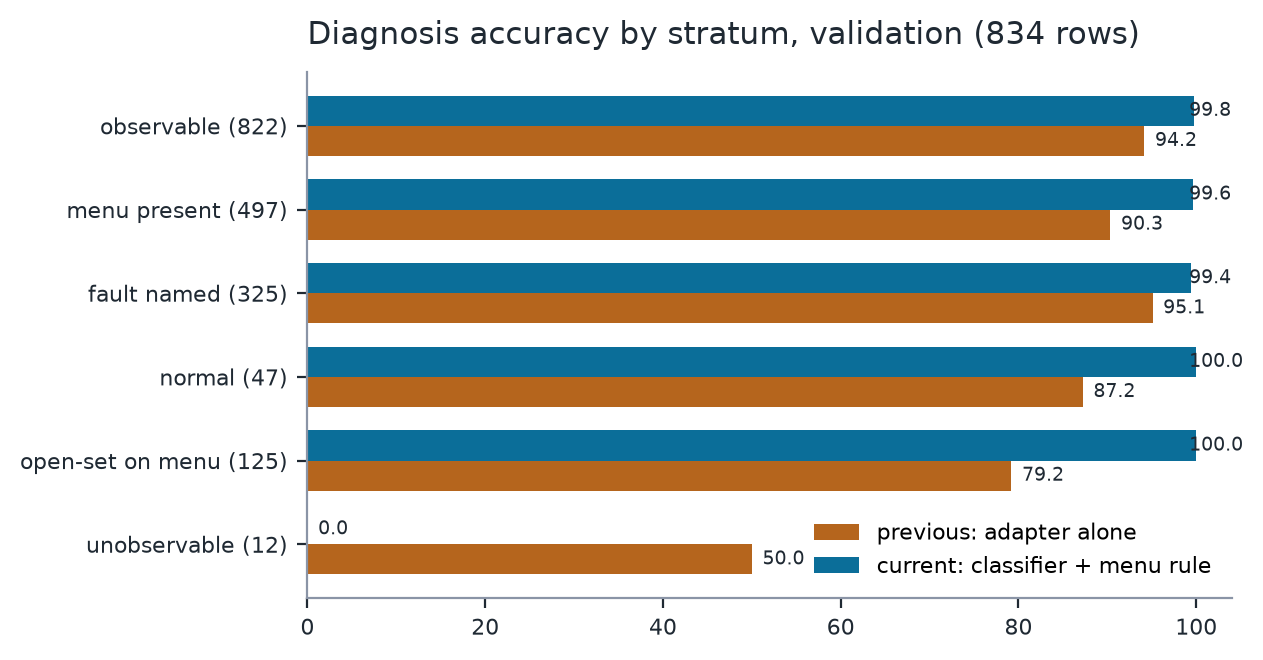 Diagnosis accuracy by stratum, validation (834 rows)
observable (822)
99.8
94.2
menu present (497)
99.6
90.3
fault named (325)
99.4
95.1
normal (47)
100.0
87.2
open-set on menu (125)
100.0
79.2
unobservable (12)
0.0
50.0
previous: adapter alone
current: classifier + menu rule
0 20 40 60 80 100